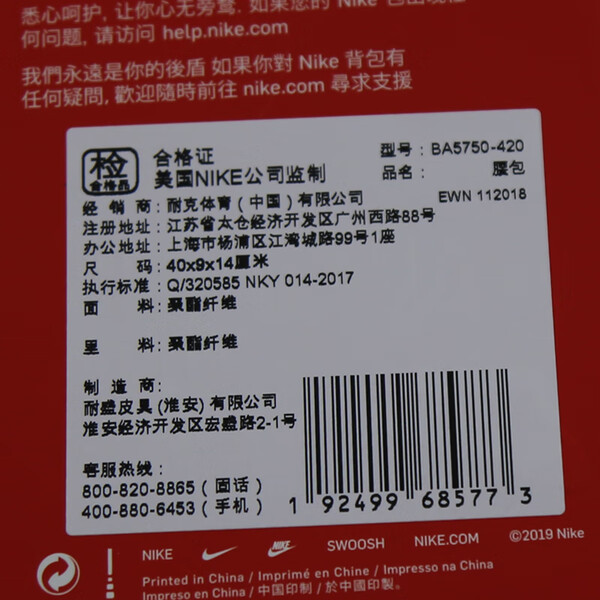 悉心呵护, 让你心无旁鹜. 如果您的 Nike
何问题, 请访问 help.nike.com
我們永遠是你的後盾 如果你對 Nike 背包有
任何疑問, 歡迎隨時前往 nike.com 尋求支援
检
合格品
合格证
美国NIKE公司监制
型号: BA5750-420
品名: 腰包
经销商: 耐克体育(中国)有限公司
EWN 112018
注册地址: 江苏省太仓经济开发区广州西路88号
办公地址: 上海市杨浦区江湾城路99号1座
尺 码: 40x9x14厘米
执行标准: Q/320585 NKY 014-2017
面 料: 聚酯纤维
里 料: 聚酯纤维
制造商:
耐盛皮具(淮安)有限公司
淮安经济开发区宏盛路2-1号
客服热线:
800-820-8865(固话)
400-880-6453(手机)
1 92499 68577 3
NIKE NIKE SWOOSH NIKE.COM ©2019 Nike
Printed in China / Imprimé en China / Impresso na China
Impreso en China / 中国印制 / 於中國印製。